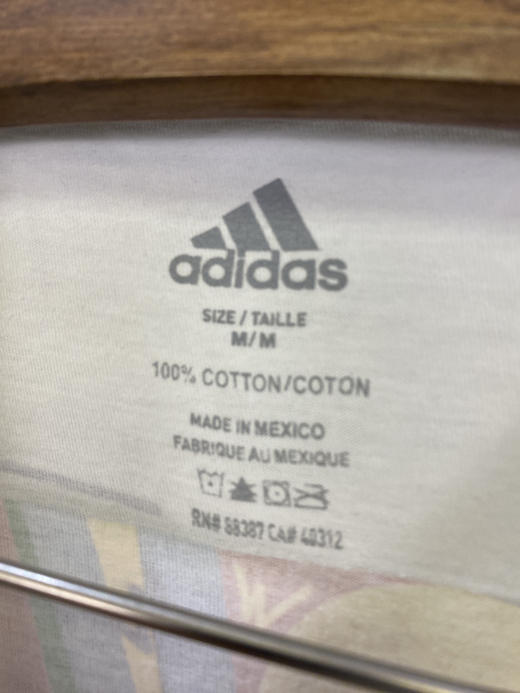 adidas
SIZE / TAILLE
M/M
100% COTTON/COTON
MADE IN MEXICO
FABRIQUE AU MEXIQUE
RN# 88387 CA# 40312